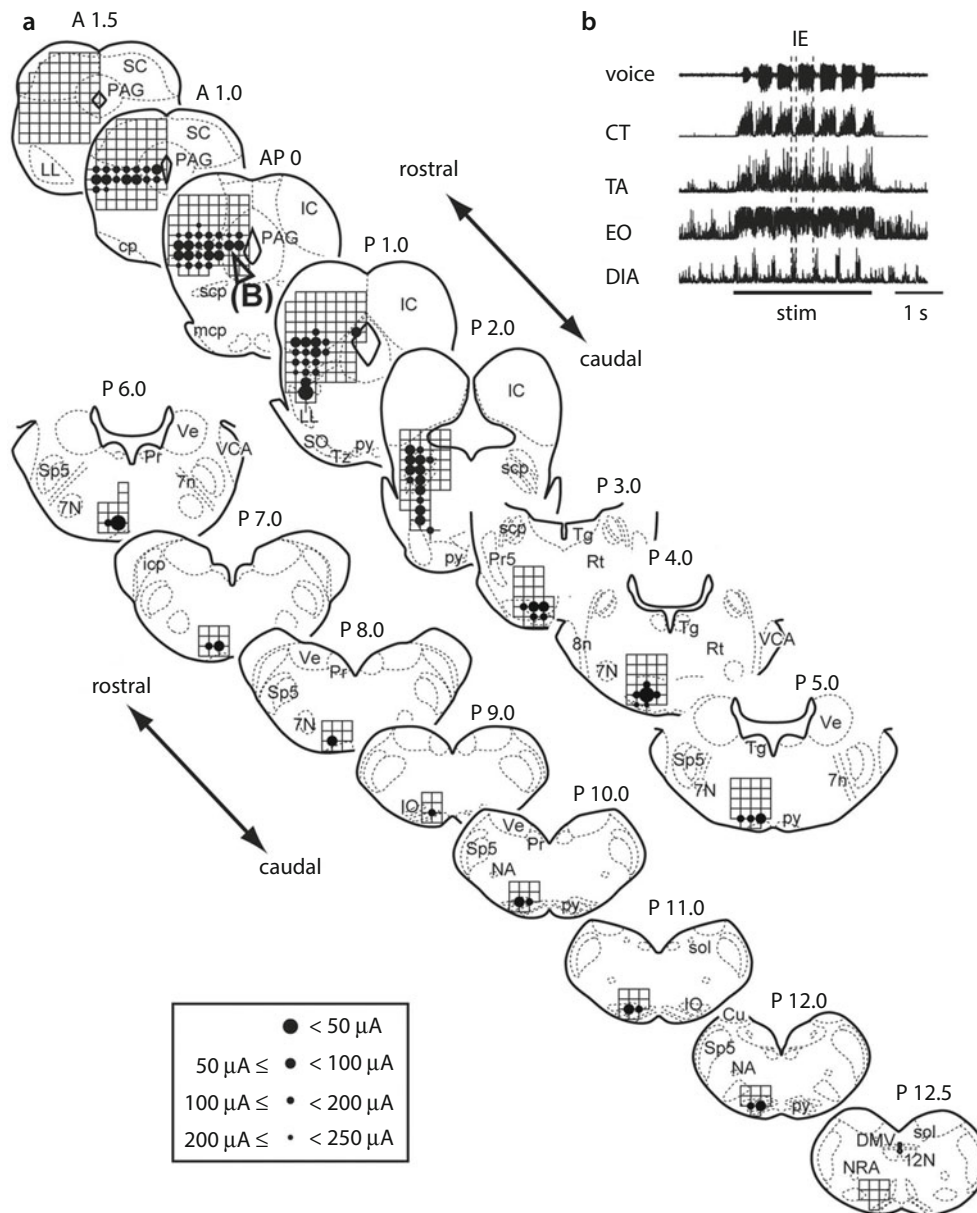 a
A 1.5
SC
PAG
LL
A 1.0
SC
PAG
cp
AP 0
IC
PAG
scp
(B)
mcp
P 1.0
IC
LL
SO
Tz
py
rostral
caudal
P 2.0
IC
scp
py
b
IE
voice
CT
TA
EO
DIA
stim
1 s
P 3.0
scp
Tg
Pr5
Rt
P 4.0
Tg
8n
Rt
VCA
7N
P 5.0
Ve
Tg
Sp5
7N
7n
py
P 6.0
Ve
Pr
VCA
Sp5
7n
7N
P 7.0
icp
P 8.0
Ve
Pr
Sp5
7N
rostral
caudal
P 9.0
IO
P 10.0
Ve
Pr
Sp5
NA
py
P 11.0
sol
IO
P 12.0
Cu
Sp5
NA
py
P 12.5
DMV
sol
12N
NRA
< 50 μA
50 μA ≤ < 100 μA
100 μA ≤ < 200 μA
200 μA ≤ < 250 μA